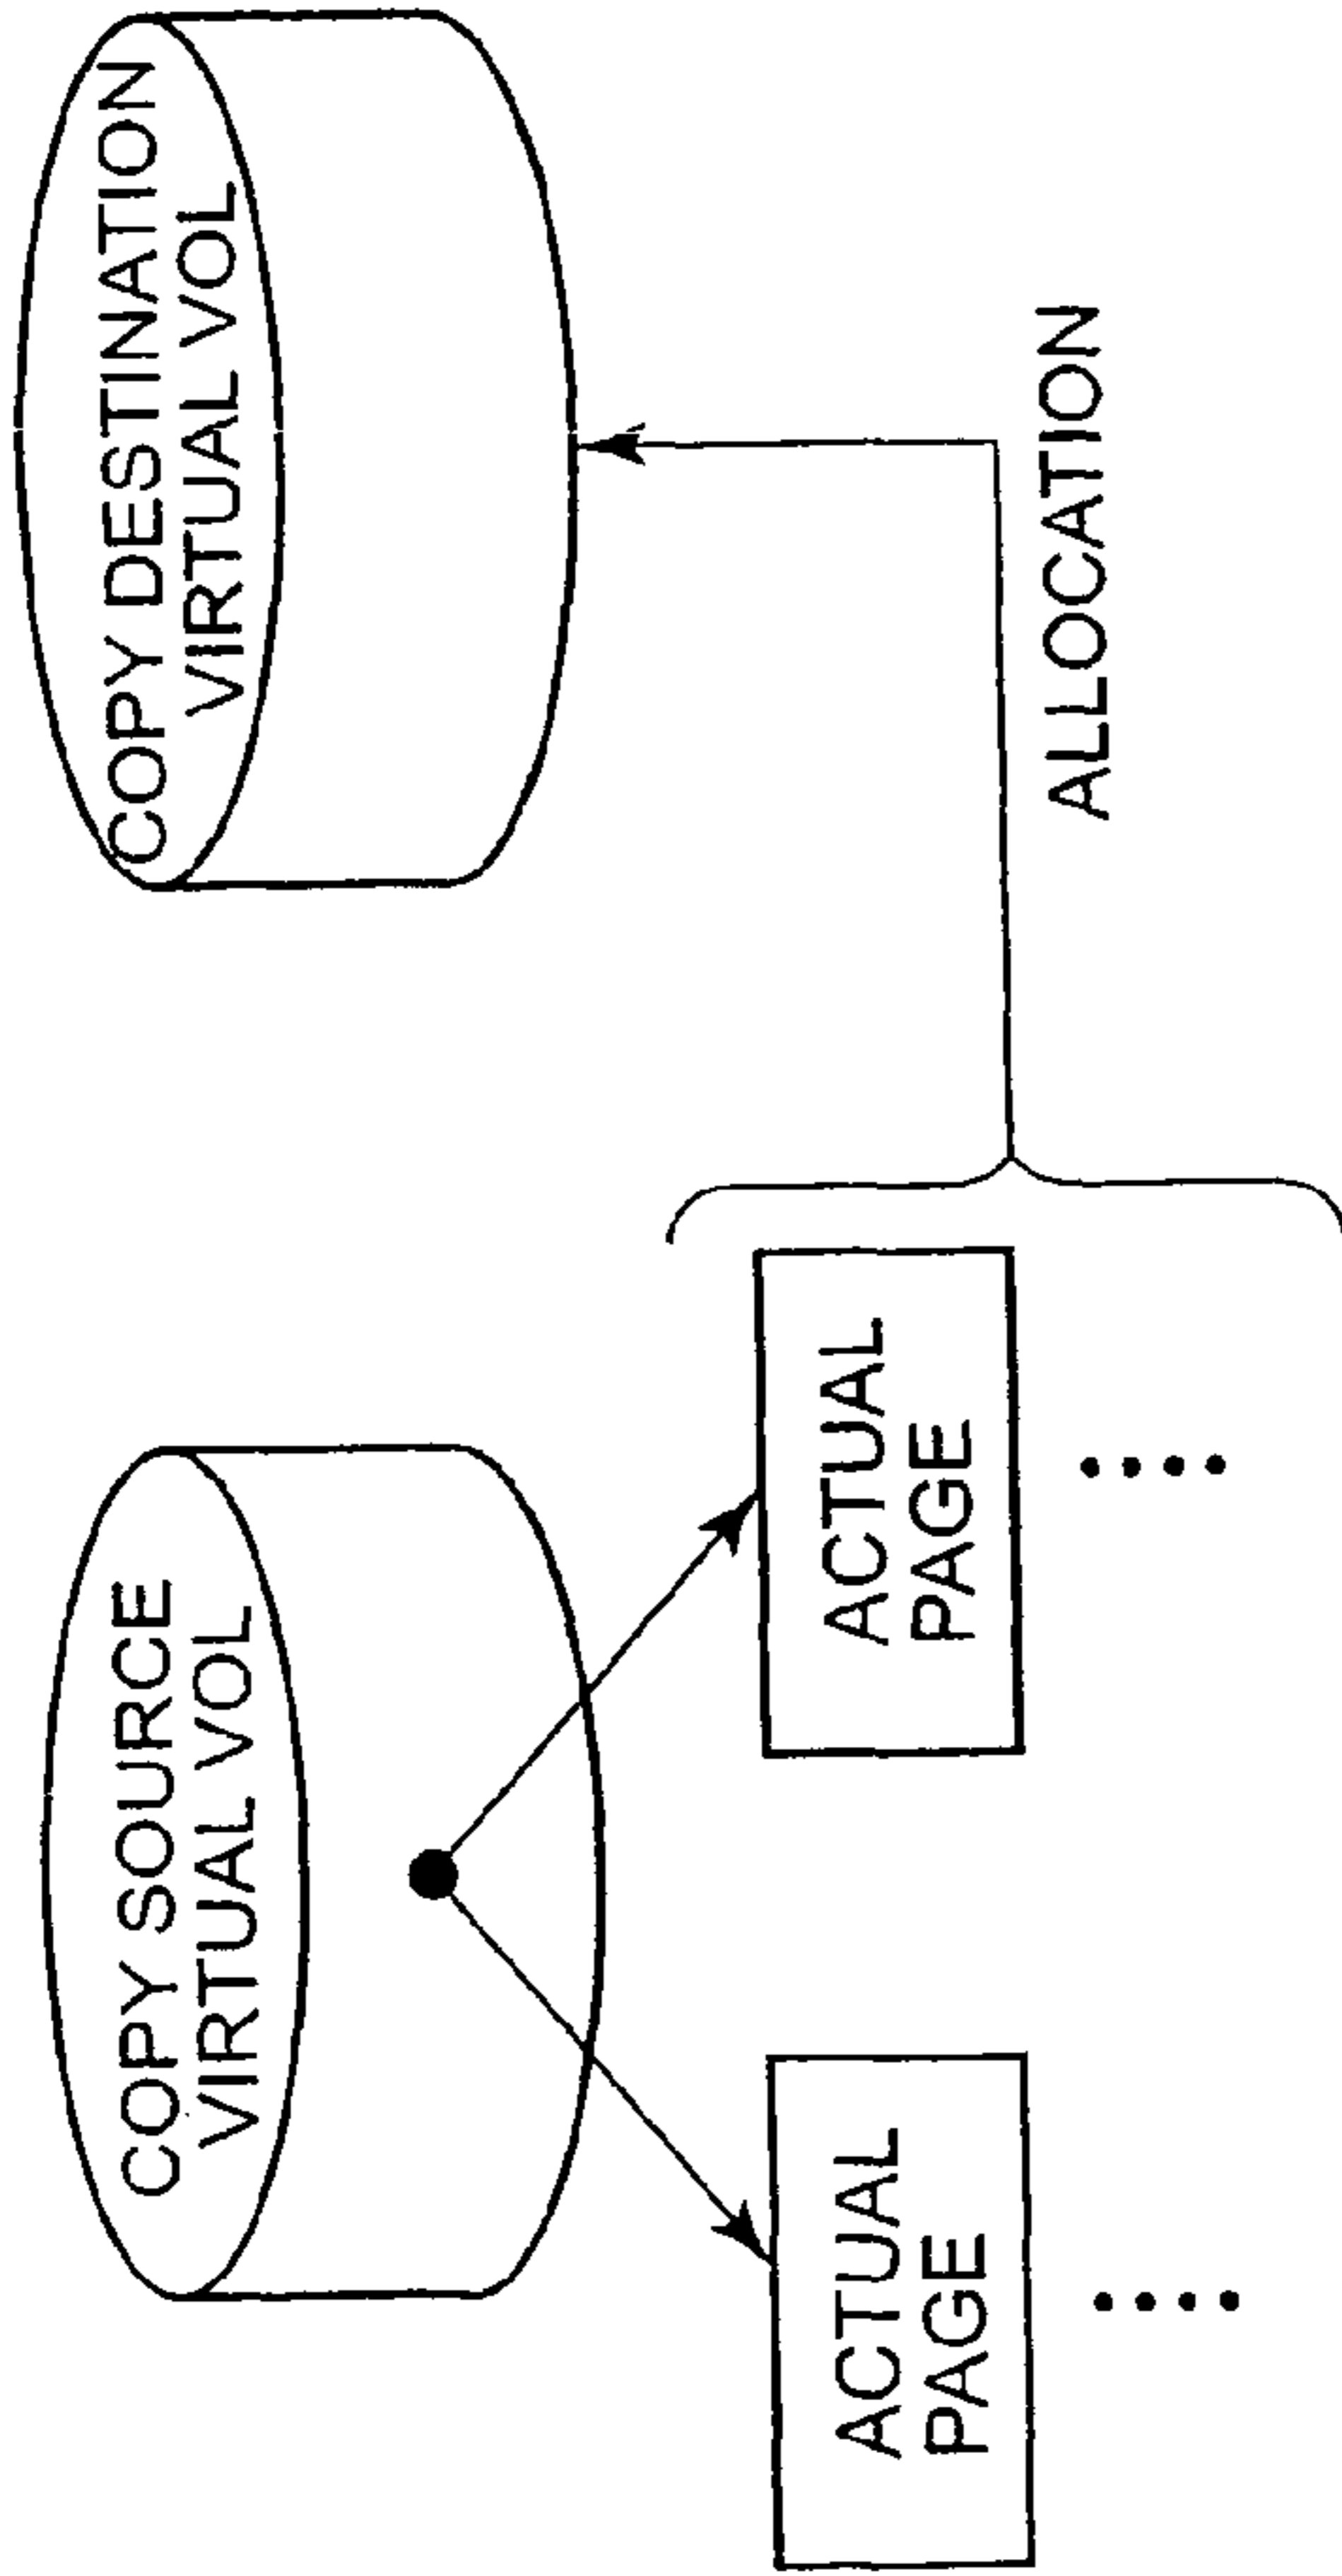 COPY SOURCE
VIRTUAL VOL
COPY DESTINATION
VIRTUAL VOL
ACTUAL
PAGE
ACTUAL
PAGE
ALLOCATION